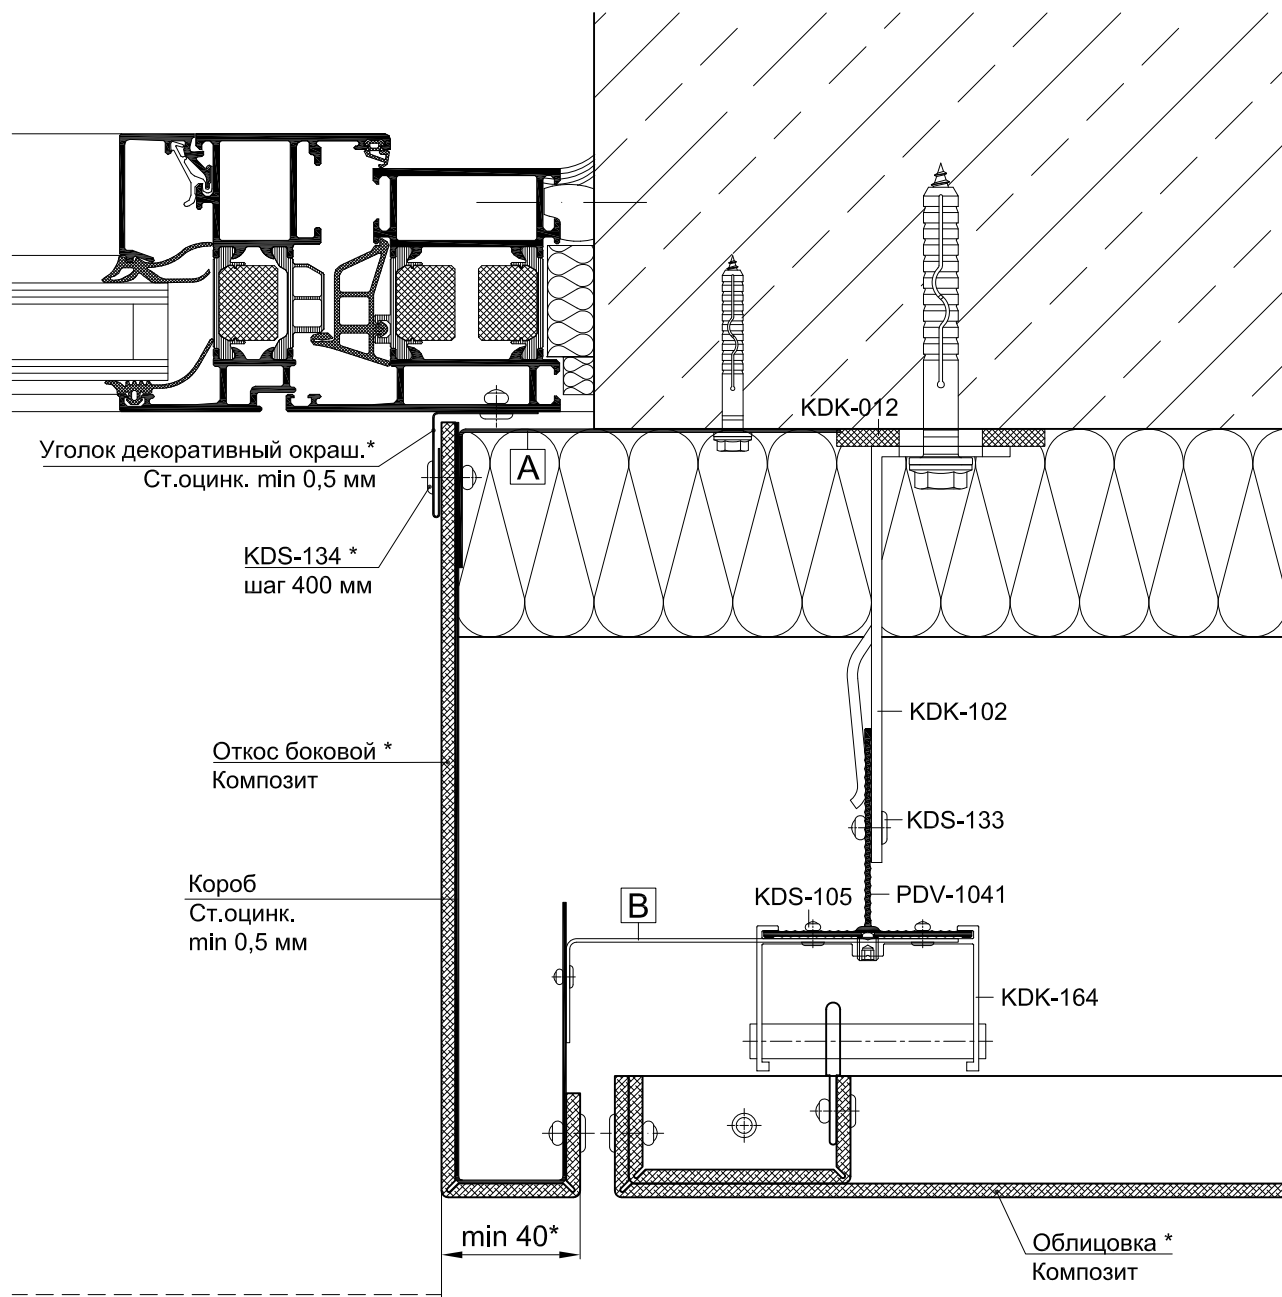 KDK-012
Уголок декоративный окраш.*
Ст.оцинк. min 0,5 мм
A
KDS-134 *
шаг 400 мм
KDK-102
Откос боковой *
Композит
KDS-133
Короб
Ст.оцинк.
min 0,5 мм
B
KDS-105
PDV-1041
KDK-164
min 40*
Облицовка *
Композит